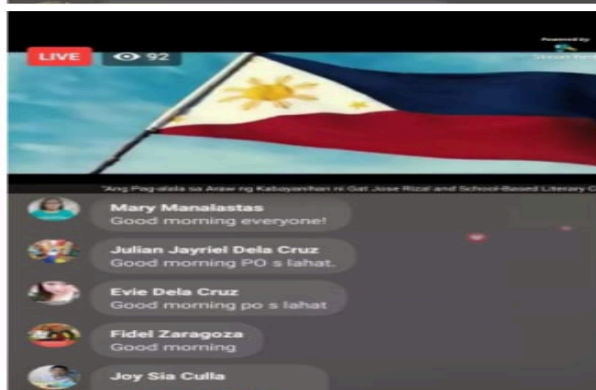 Powered by
LIVE 92
"Ang Pag-alala sa Araw ng Kabayanihan ni Gat Jose Rizal and School-Based Literary C
Mary Manalastas
Good morning everyone!
Julian Jayriel Dela Cruz
Good morning PO s lahat.
Evie Dela Cruz
Good morning po s lahat
Fidel Zaragoza
Good morning
Joy Sia Culla